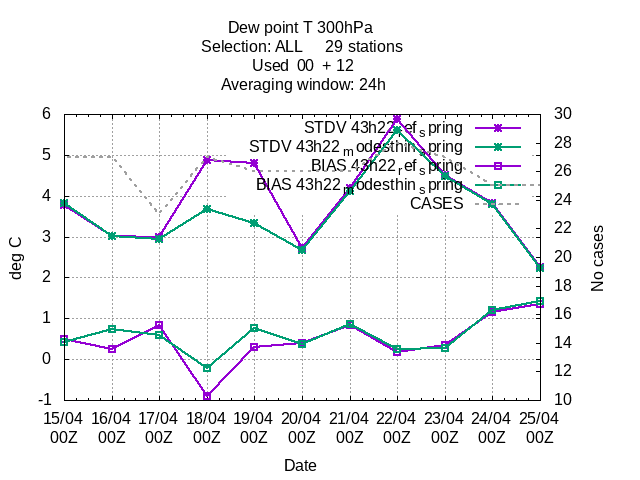 Dew point T 300hPa
Selection: ALL 29 stations
Used 00 + 12
Averaging window: 24h
STDV 43h22_ref_spring
STDV 43h22_modesthin_spring
BIAS 43h22_ref_spring
BIAS 43h22_modesthin_spring
CASES
6
5
4
3
2
1
0
-1
deg C
30
28
26
24
22
20
18
16
14
12
10
No cases
15/04 16/04 17/04 18/04 19/04 20/04 21/04 22/04 23/04 24/04 25/04
00Z 00Z 00Z 00Z 00Z 00Z 00Z 00Z 00Z 00Z 00Z
Date